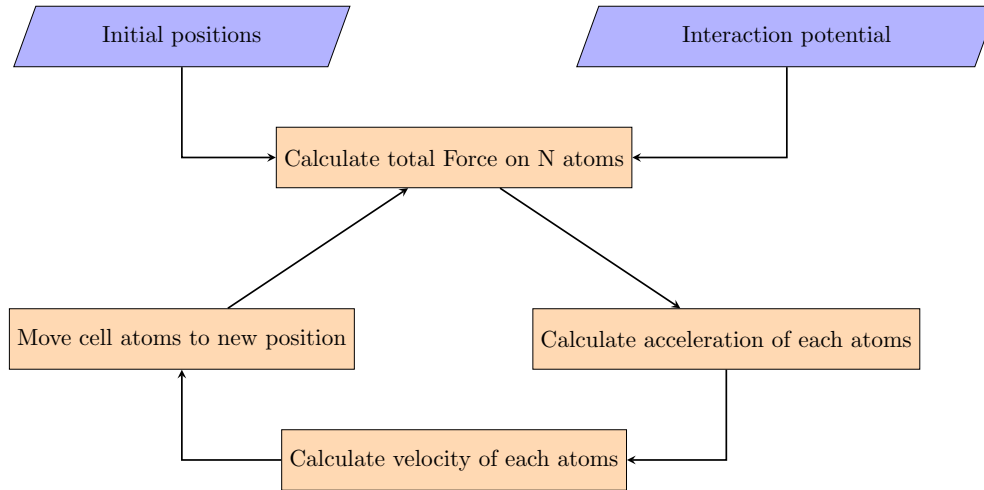 Initial positions
Interaction potential
Calculate total Force on N atoms
Move cell atoms to new position
Calculate acceleration of each atoms
Calculate velocity of each atoms